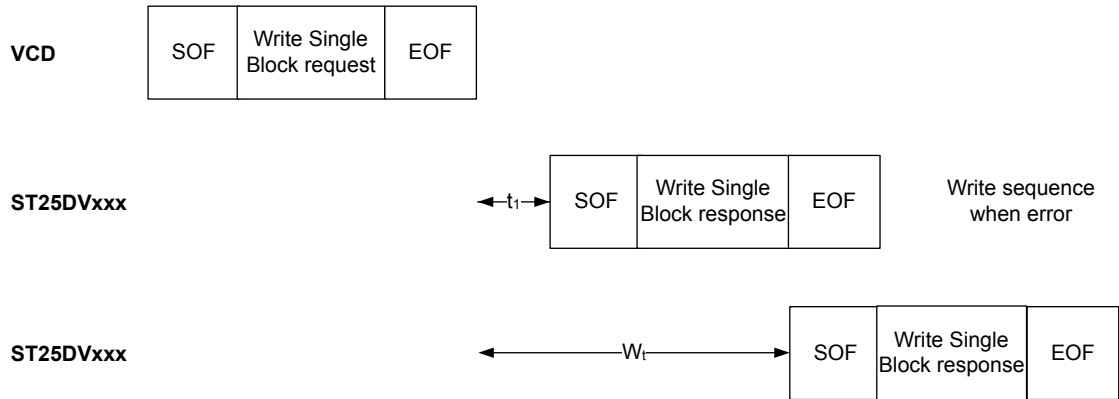 VCD
SOF
Write Single
Block request
EOF
ST25DVxxx
t1
SOF
Write Single
Block response
EOF
Write sequence
when error
ST25DVxxx
Wt
SOF
Write Single
Block response
EOF